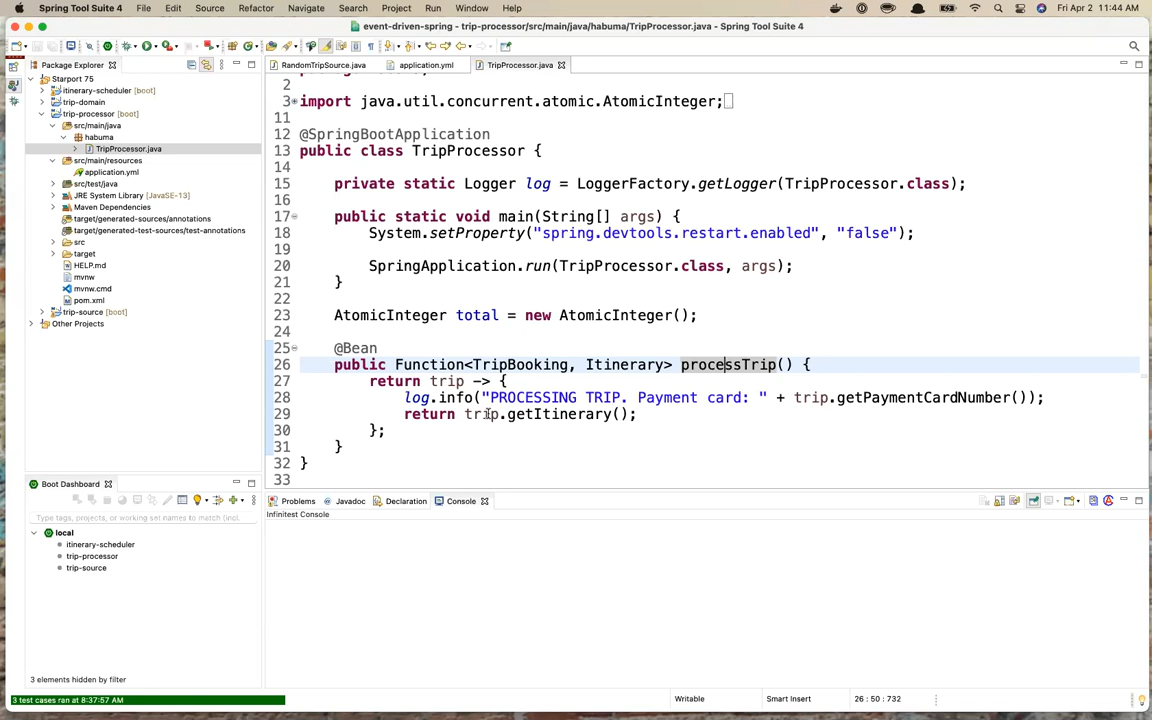 Spring Tool Suite 4 File Edit Source Refactor Navigate Search Project Run Window Help Fri Apr 2 11:44 AM
event-driven-spring - trip-processor/src/main/java/habuma/TripProcessor.java - Spring Tool Suite 4
Package Explorer
Starport 75
itinerary-scheduler [boot]
trip-domain
trip-processor [boot]
src/main/java
habuma
TripProcessor.java
src/main/resources
application.yml
src/test/java
JRE System Library [JavaSE-13]
Maven Dependencies
target/generated-sources/annotations
target/generated-test-sources/test-annotations
src
target
HELP.md
mvnw
mvnw.cmd
pom.xml
trip-source [boot]
Other Projects
RandomTripSource.java application.yml TripProcessor.java
2
3 import java.util.concurrent.atomic.AtomicInteger;
11
12 @SpringBootApplication
13 public class TripProcessor {
14
15 private static Logger log = LoggerFactory.getLogger(TripProcessor.class);
16
17 public static void main(String[] args) {
18 System.setProperty("spring.devtools.restart.enabled", "false");
19
20 SpringApplication.run(TripProcessor.class, args);
21 }
22
23 AtomicInteger total = new AtomicInteger();
24
25 @Bean
26 public Function<TripBooking, Itinerary> processTrip() {
27 return trip -> {
28 log.info("PROCESSING TRIP. Payment card: " + trip.getPaymentCardNumber());
29 return trip.getItinerary();
30 };
31 }
32 }
33
Boot Dashboard
Type tags, projects, or working set names to match (incl.
local
itinerary-scheduler
trip-processor
trip-source
3 elements hidden by filter
Problems Javadoc Declaration Console
Infinitest Console
3 test cases ran at 8:37:57 AM
Writable Smart Insert 26 : 50 : 732